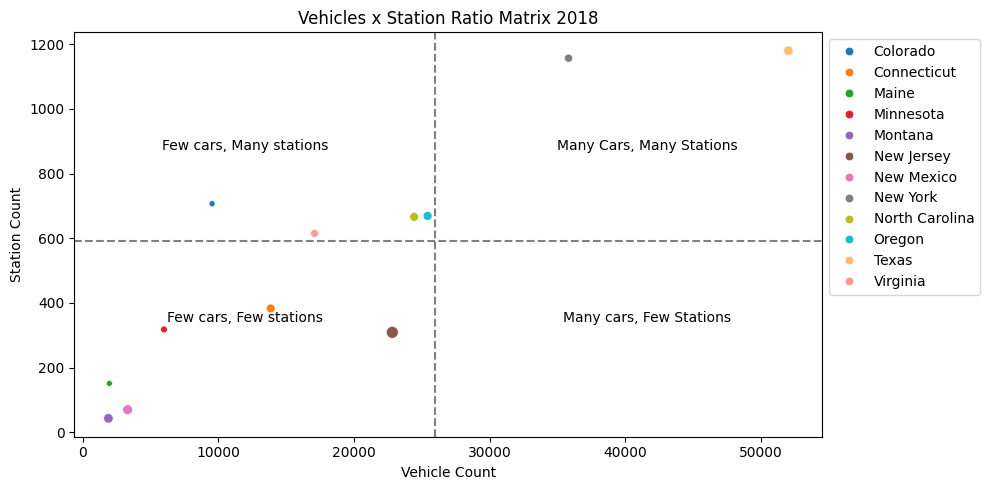 Vehicles x Station Ratio Matrix 2018
1200
1000
800
600
400
200
0
Station Count
Few cars, Many stations
Many Cars, Many Stations
Few cars, Few stations
Many cars, Few Stations
0
10000
20000
30000
40000
50000
Vehicle Count
Colorado
Connecticut
Maine
Minnesota
Montana
New Jersey
New Mexico
New York
North Carolina
Oregon
Texas
Virginia